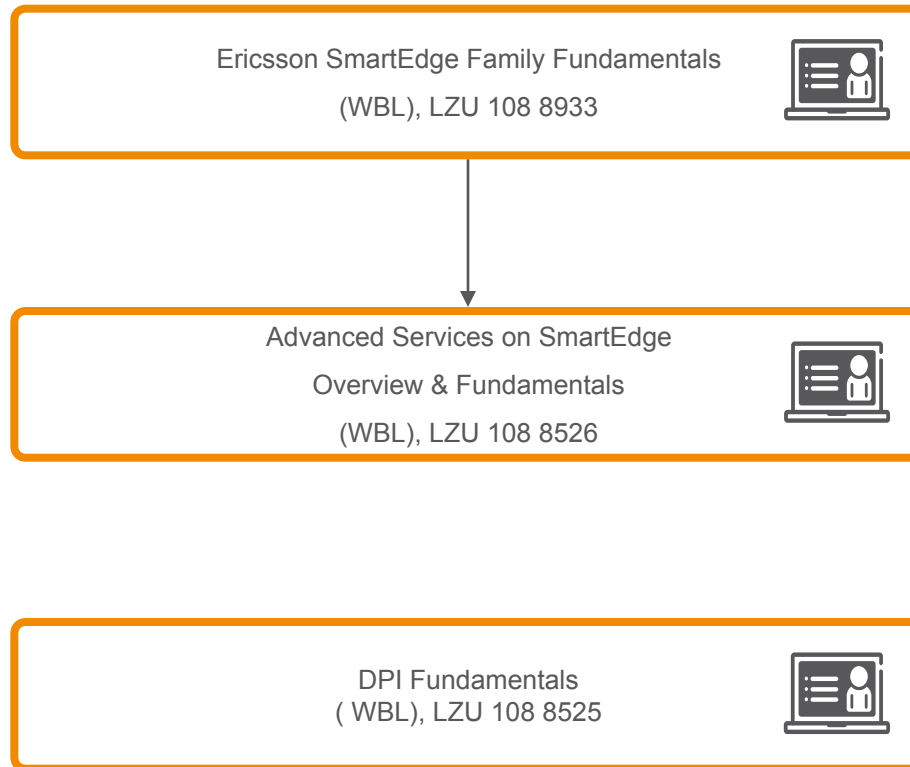 Ericsson SmartEdge Family Fundamentals
(WBL), LZU 108 8933
Advanced Services on SmartEdge
Overview & Fundamentals
(WBL), LZU 108 8526
DPI Fundamentals
( WBL), LZU 108 8525